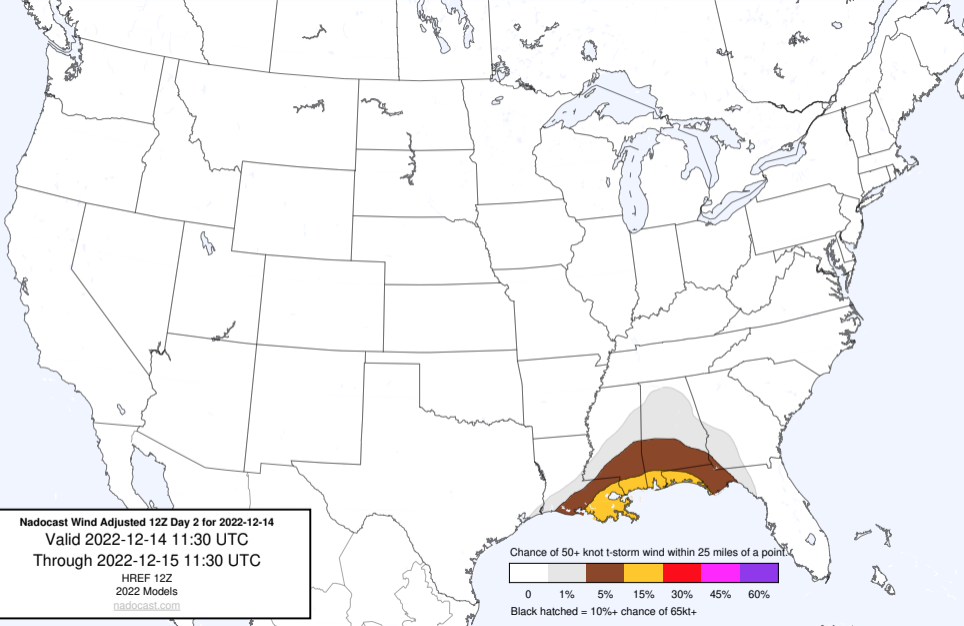 Nadocast Wind Adjusted 12Z Day 2 for 2022-12-14
Valid 2022-12-14 11:30 UTC
Through 2022-12-15 11:30 UTC
HREF 12Z
2022 Models
nadocast.com
Chance of 50+ knot t-storm wind within 25 miles of a point.
0 1% 5% 15% 30% 45% 60%
Black hatched = 10%+ chance of 65kt+